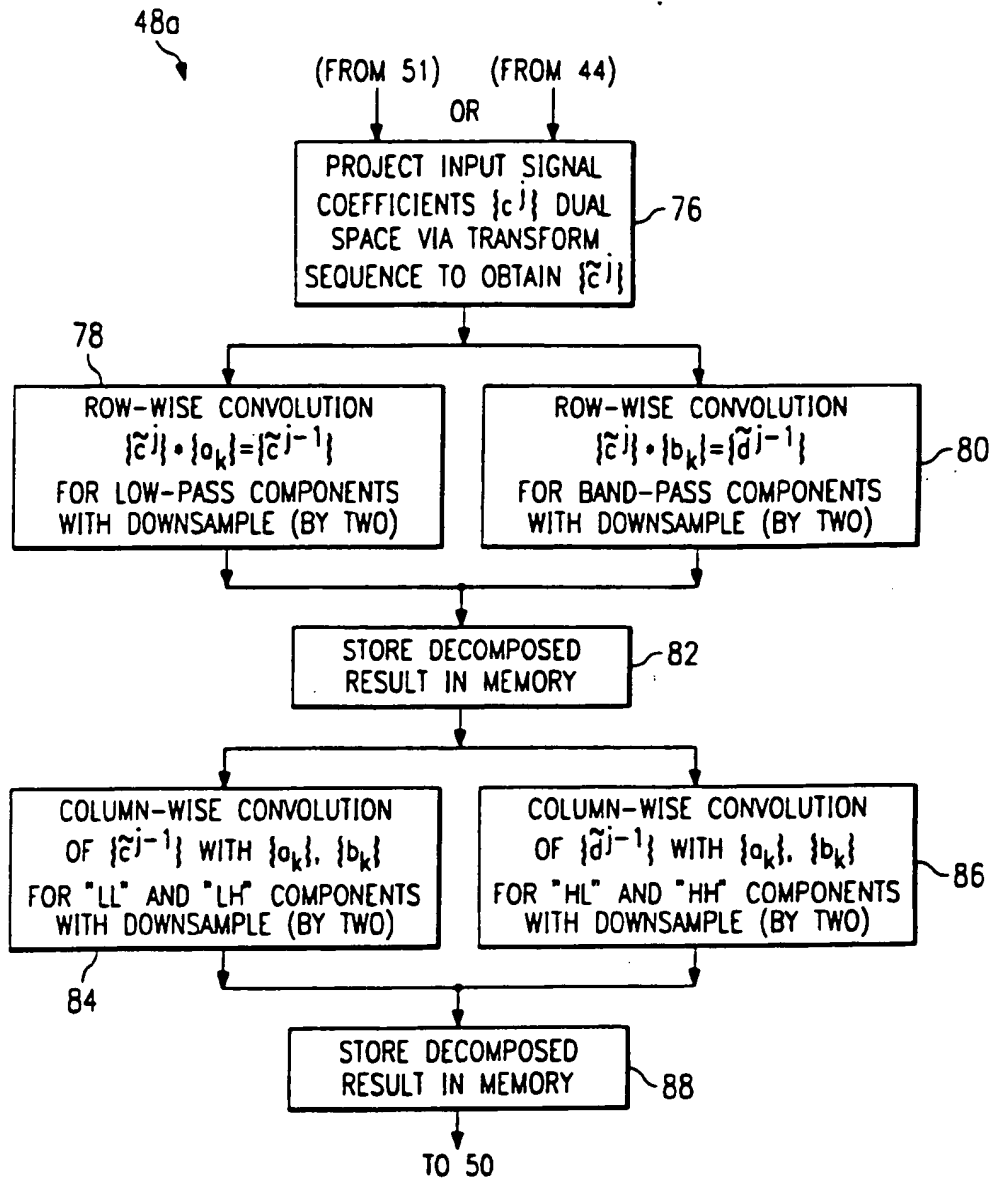 48a
(FROM 51) (FROM 44)
OR
PROJECT INPUT SIGNAL
COEFFICIENTS {c^j} DUAL
SPACE VIA TRANSFORM
SEQUENCE TO OBTAIN {c̃^j}
76
78
ROW-WISE CONVOLUTION
{c̃^j}*{a_k}={c̃^j-1}
FOR LOW-PASS COMPONENTS
WITH DOWNSAMPLE (BY TWO)
ROW-WISE CONVOLUTION
{c̃^j}*{b_k}={d̃^j-1}
FOR BAND-PASS COMPONENTS
WITH DOWNSAMPLE (BY TWO)
80
STORE DECOMPOSED
RESULT IN MEMORY
82
COLUMN-WISE CONVOLUTION
OF {c̃^j-1} WITH {a_k}, {b_k}
FOR "LL" AND "LH" COMPONENTS
WITH DOWNSAMPLE (BY TWO)
84
COLUMN-WISE CONVOLUTION
OF {d̃^j-1} WITH {a_k}, {b_k}
FOR "HL" AND "HH" COMPONENTS
WITH DOWNSAMPLE (BY TWO)
86
STORE DECOMPOSED
RESULT IN MEMORY
88
TO 50